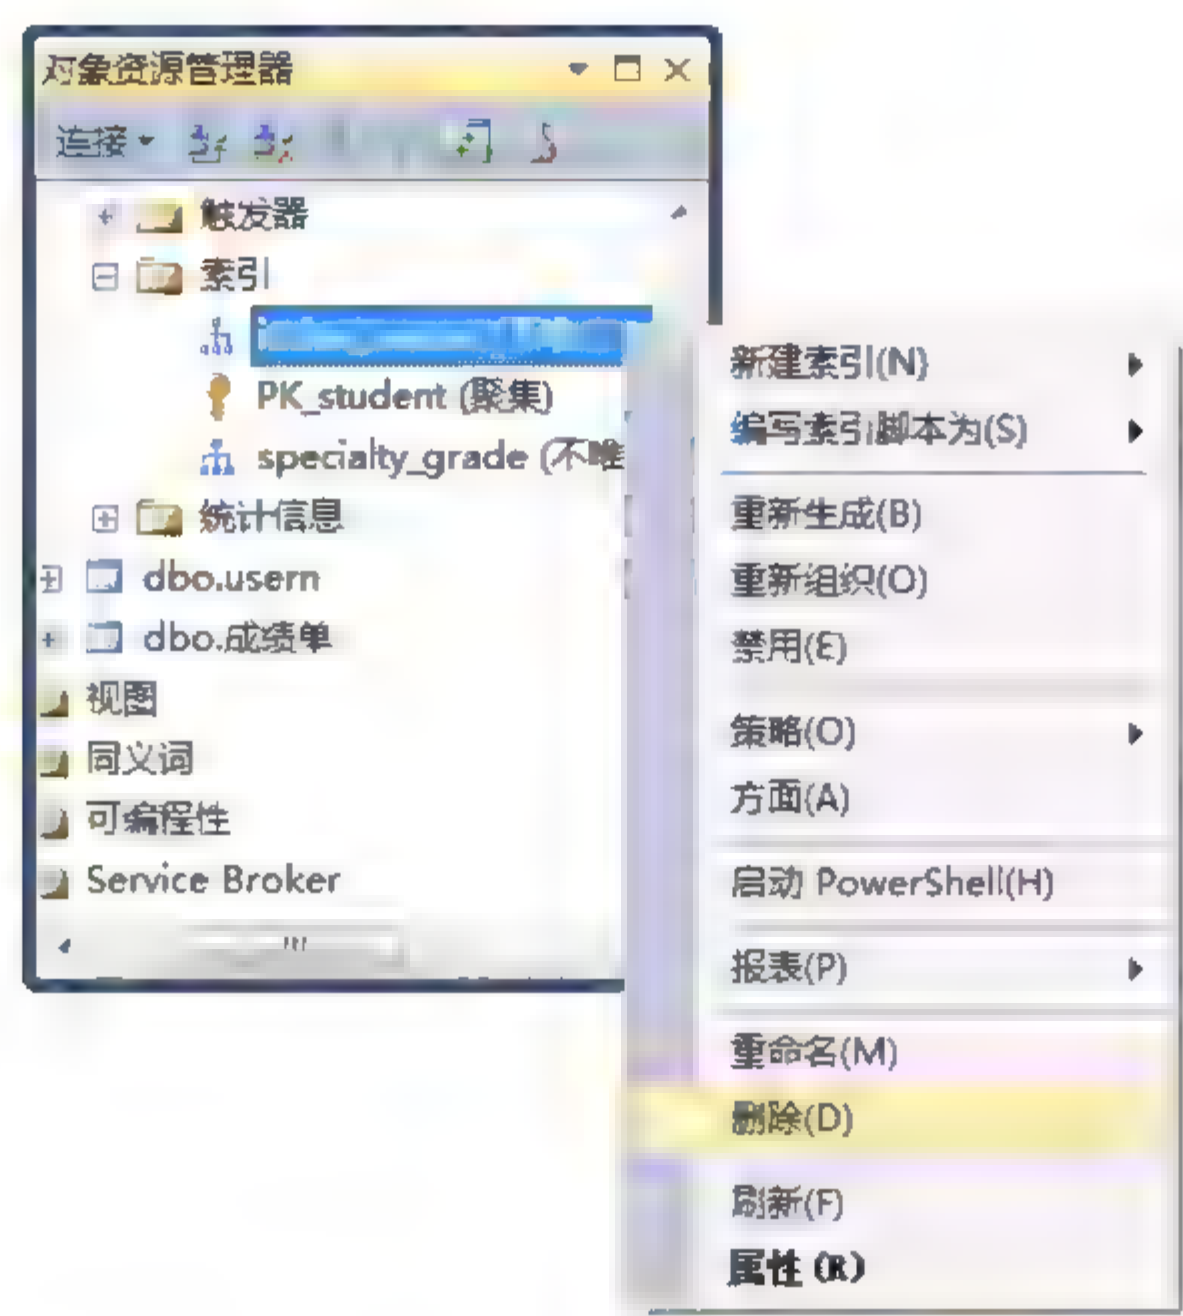 对象资源管理器
连接
触发器
索引
PK_student (聚集)
specialty_grade (不唯
统计信息
dbo.usern
dbo.成绩单
视图
同义词
可编程性
Service Broker
新建索引(N)
编写索引脚本为(S)
重新生成(B)
重新组织(O)
禁用(E)
策略(O)
方面(A)
启动 PowerShell(H)
报表(P)
重命名(M)
删除(D)
刷新(F)
属性(R)